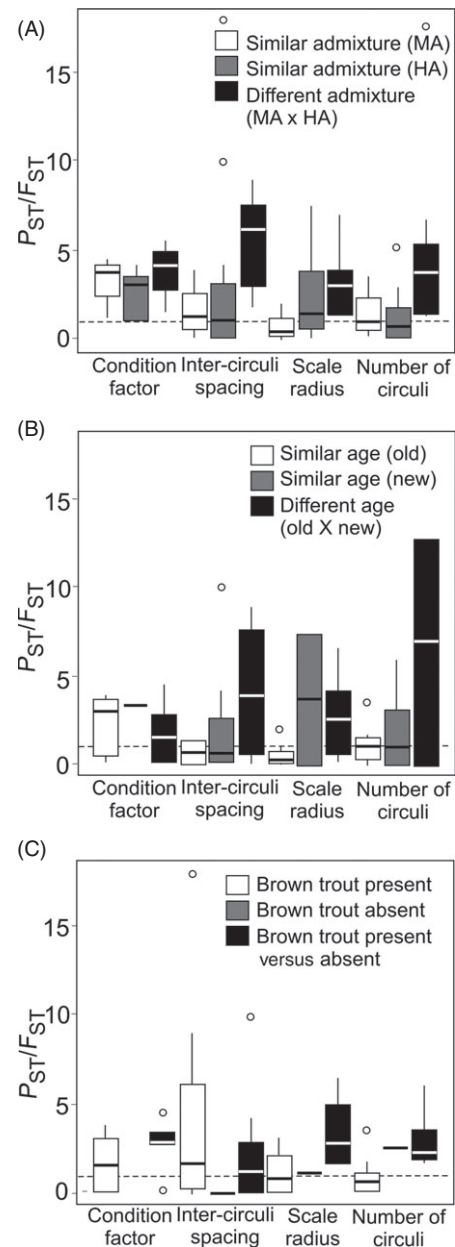 (A)
15
10
5
0
P_ST/F_ST
Similar admixture (MA)
Similar admixture (HA)
Different admixture
(MA x HA)
Condition Inter-circuli Scale Number of
factor spacing radius circuli
(B)
15
10
5
0
P_ST/F_ST
Similar age (old)
Similar age (new)
Different age
(old X new)
Condition Inter-circuli Scale Number of
factor spacing radius circuli
(C)
15
10
5
0
P_ST/F_ST
Brown trout present
Brown trout absent
Brown trout present
versus absent
Condition Inter-circuli Scale Number of
factor spacing radius circuli